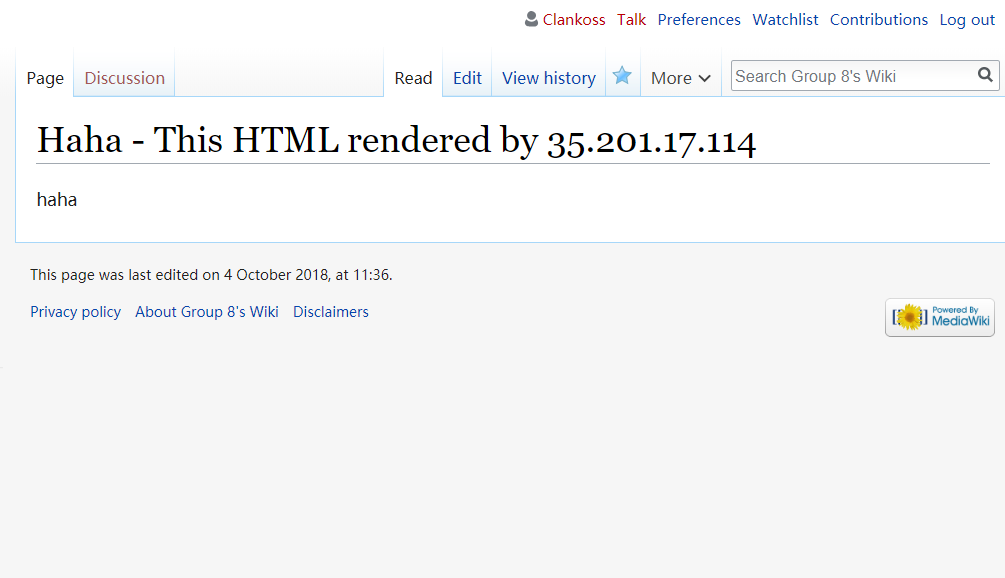 Clankoss Talk Preferences Watchlist Contributions Log out
Page Discussion Read Edit View history More Search Group 8's Wiki
Haha - This HTML rendered by 35.201.17.114
haha
This page was last edited on 4 October 2018, at 11:36.
Privacy policy About Group 8's Wiki Disclaimers
Powered By
MediaWiki